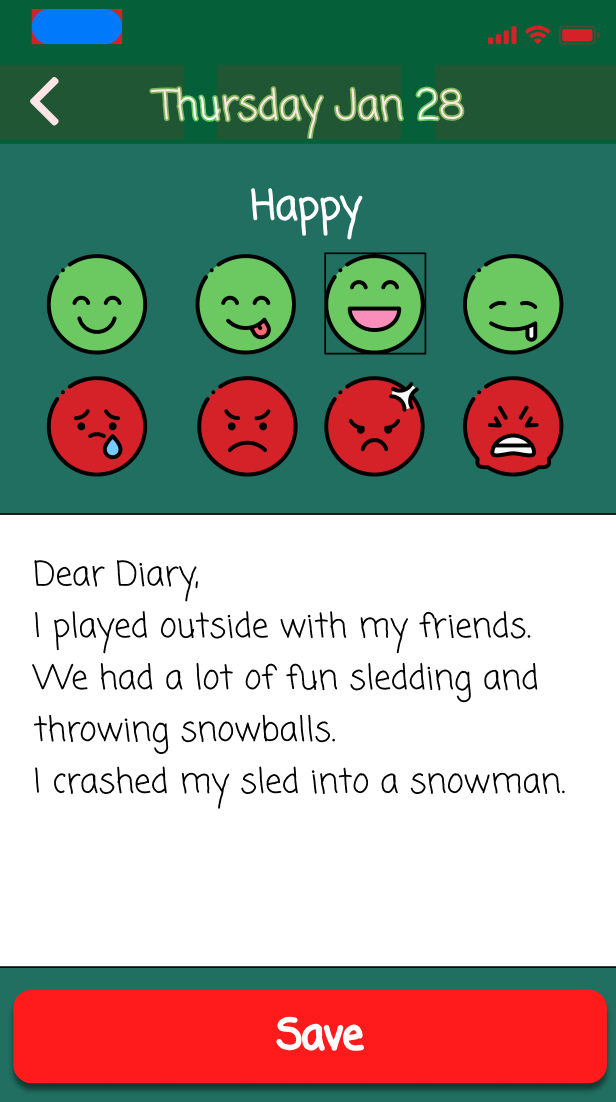 Thursday Jan 28
Happy
Dear Diary,
I played outside with my friends.
We had a lot of fun sledding and
throwing snowballs.
I crashed my sled into a snowman.
Save